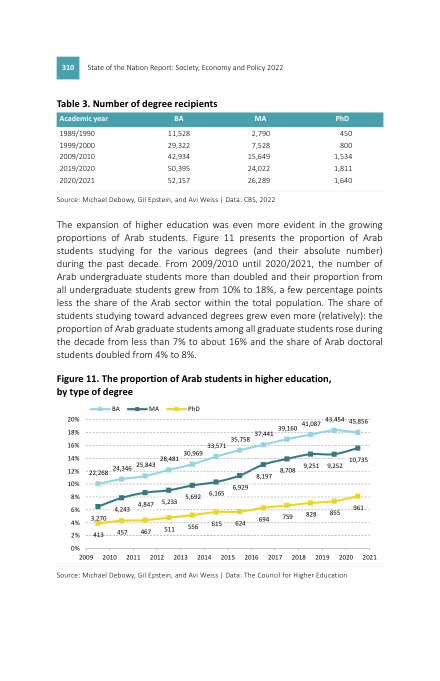 310 State of the Nation Report: Society, Economy and Policy 2022
Table 3. Number of degree recipients
Academic year BA MA PhD
1989/1990 11,528 2,790 450
1999/2000 29,322 7,528 800
2009/2010 42,934 15,649 1,534
2019/2020 50,395 24,022 1,811
2020/2021 52,157 26,289 1,640
Source: Michael Debowy, Gil Epstein, and Avi Weiss | Data: CBS, 2022
The expansion of higher education was even more evident in the growing
proportions of Arab students. Figure 11 presents the proportion of Arab
students studying for the various degrees (and their absolute number)
during the past decade. From 2009/2010 until 2020/2021, the number of
Arab undergraduate students more than doubled and their proportion from
all undergraduate students grew from 10% to 18%, a few percentage points
less the share of the Arab sector within the total population. The share of
students studying toward advanced degrees grew even more (relatively): the
proportion of Arab graduate students among all graduate students rose during
the decade from less than 7% to about 16% and the share of Arab doctoral
students doubled from 4% to 8%.
Figure 11. The proportion of Arab students in higher education,
by type of degree
BA MA PhD
20%
18%
16%
14%
12%
10%
8%
6%
4%
2%
0%
22,268 24,346 25,843 28,481 30,969 33,571 35,758 37,441 39,160 41,087 43,454 45,856
3,270 4,243 4,847 5,233 5,692 6,165 6,929 8,197 8,708 9,251 9,252 10,735
413 457 467 511 556 615 624 694 759 828 855 961
2009 2010 2011 2012 2013 2014 2015 2016 2017 2018 2019 2020 2021
Source: Michael Debowy, Gil Epstein, and Avi Weiss | Data: The Council for Higher Education